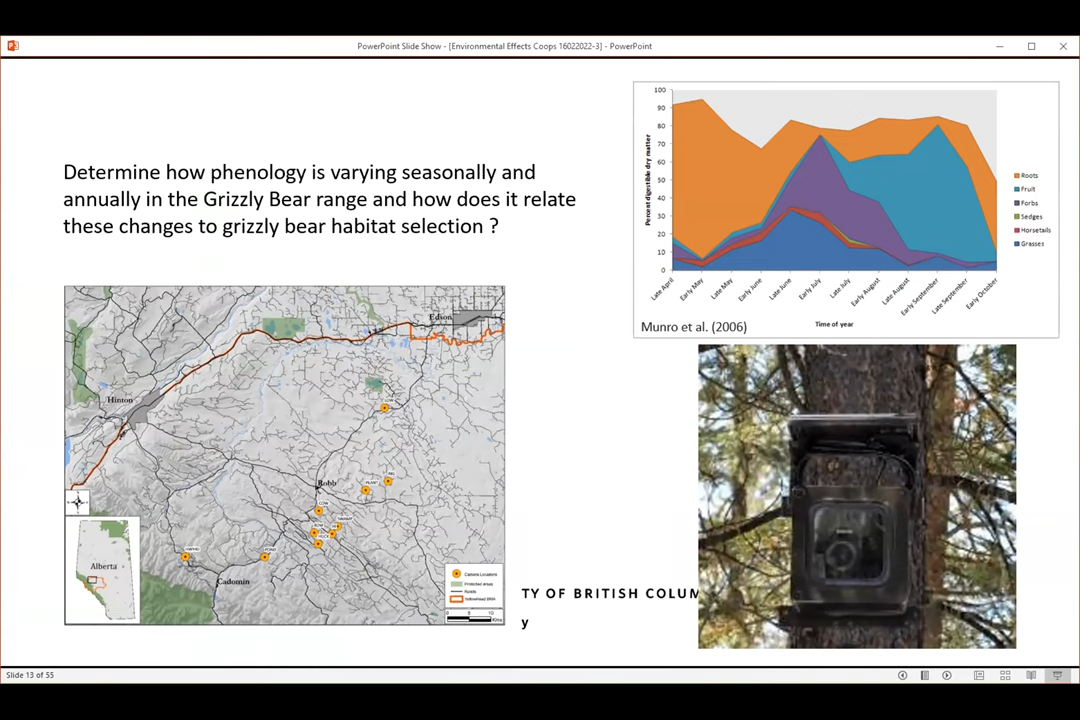 PowerPoint Slide Show - [Environmental Effects Coops 16022022-3] - PowerPoint
Determine how phenology is varying seasonally and
annually in the Grizzly Bear range and how does it relate
these changes to grizzly bear habitat selection ?
100
90
80
70
60
50
40
30
20
10
0
Percent digestible dry matter
Late April
Early May
Late May
Early June
Late June
Early July
Late July
Early August
Late August
Early September
Late September
Early October
Time of year
Roots
Fruit
Forbs
Sedges
Horsetails
Grasses
Munro et al. (2006)
Edson
Hinton
Robb
Cadomin
Alberta
Camera Locations
Protected Areas
Roads
0 5 10
TY OF BRITISH COLUM
y
Slide 13 of 55